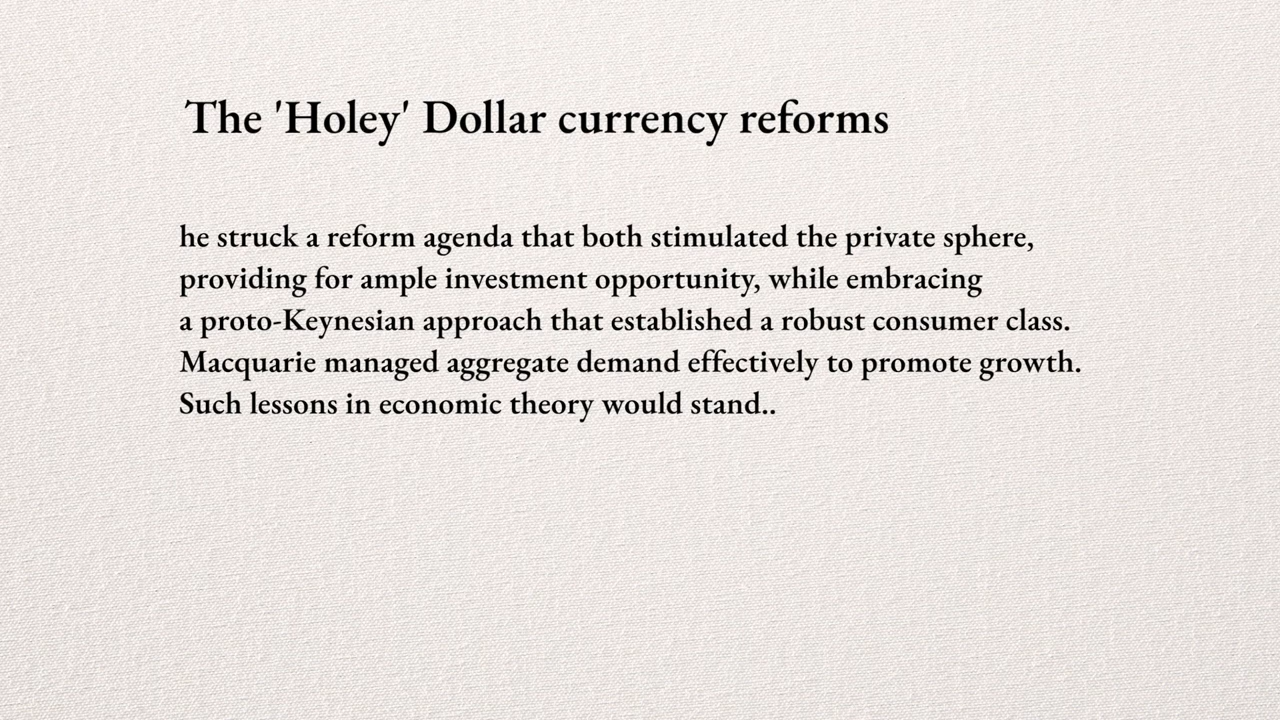 The 'Holey' Dollar currency reforms
he struck a reform agenda that both stimulated the private sphere,
providing for ample investment opportunity, while embracing
a proto-Keynesian approach that established a robust consumer class.
Macquarie managed aggregate demand effectively to promote growth.
Such lessons in economic theory would stand..